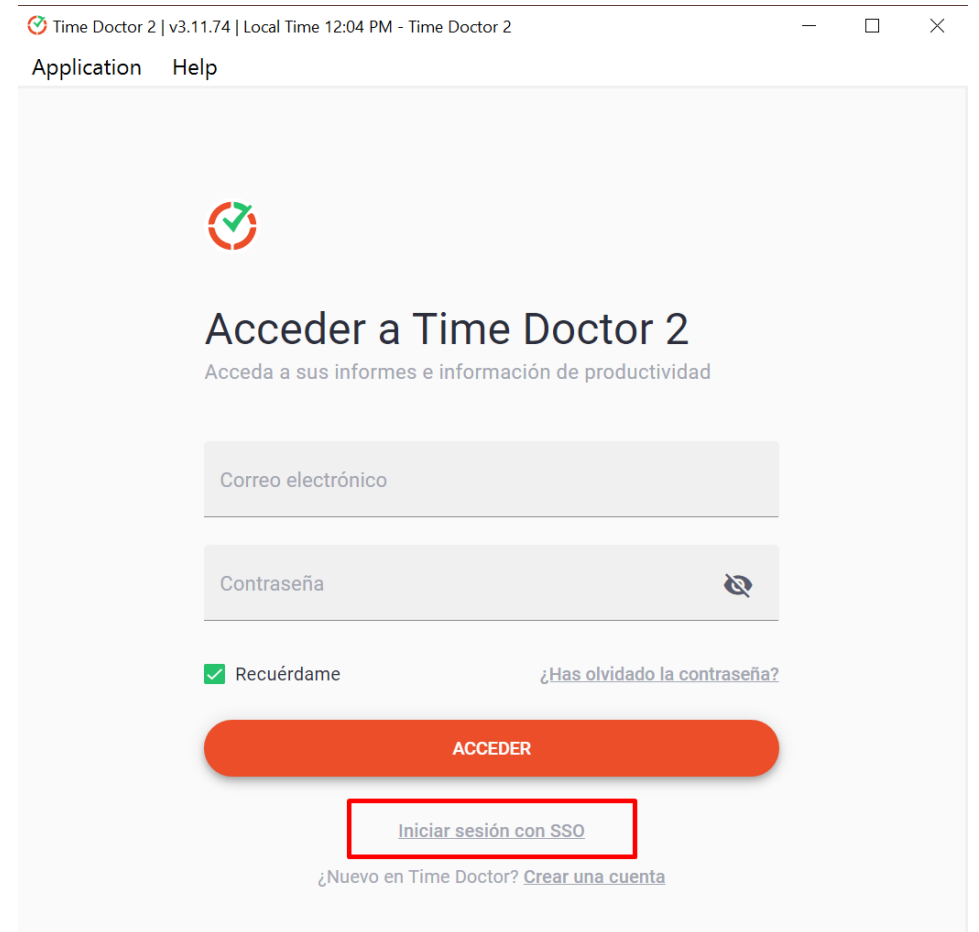 Time Doctor 2 | v3.11.74 | Local Time 12:04 PM - Time Doctor 2
Application Help
Acceder a Time Doctor 2
Acceda a sus informes e información de productividad
Correo electrónico
Contraseña
Recuérdame ¿Has olvidado la contraseña?
ACCEDER
Iniciar sesión con SSO
¿Nuevo en Time Doctor? Crear una cuenta